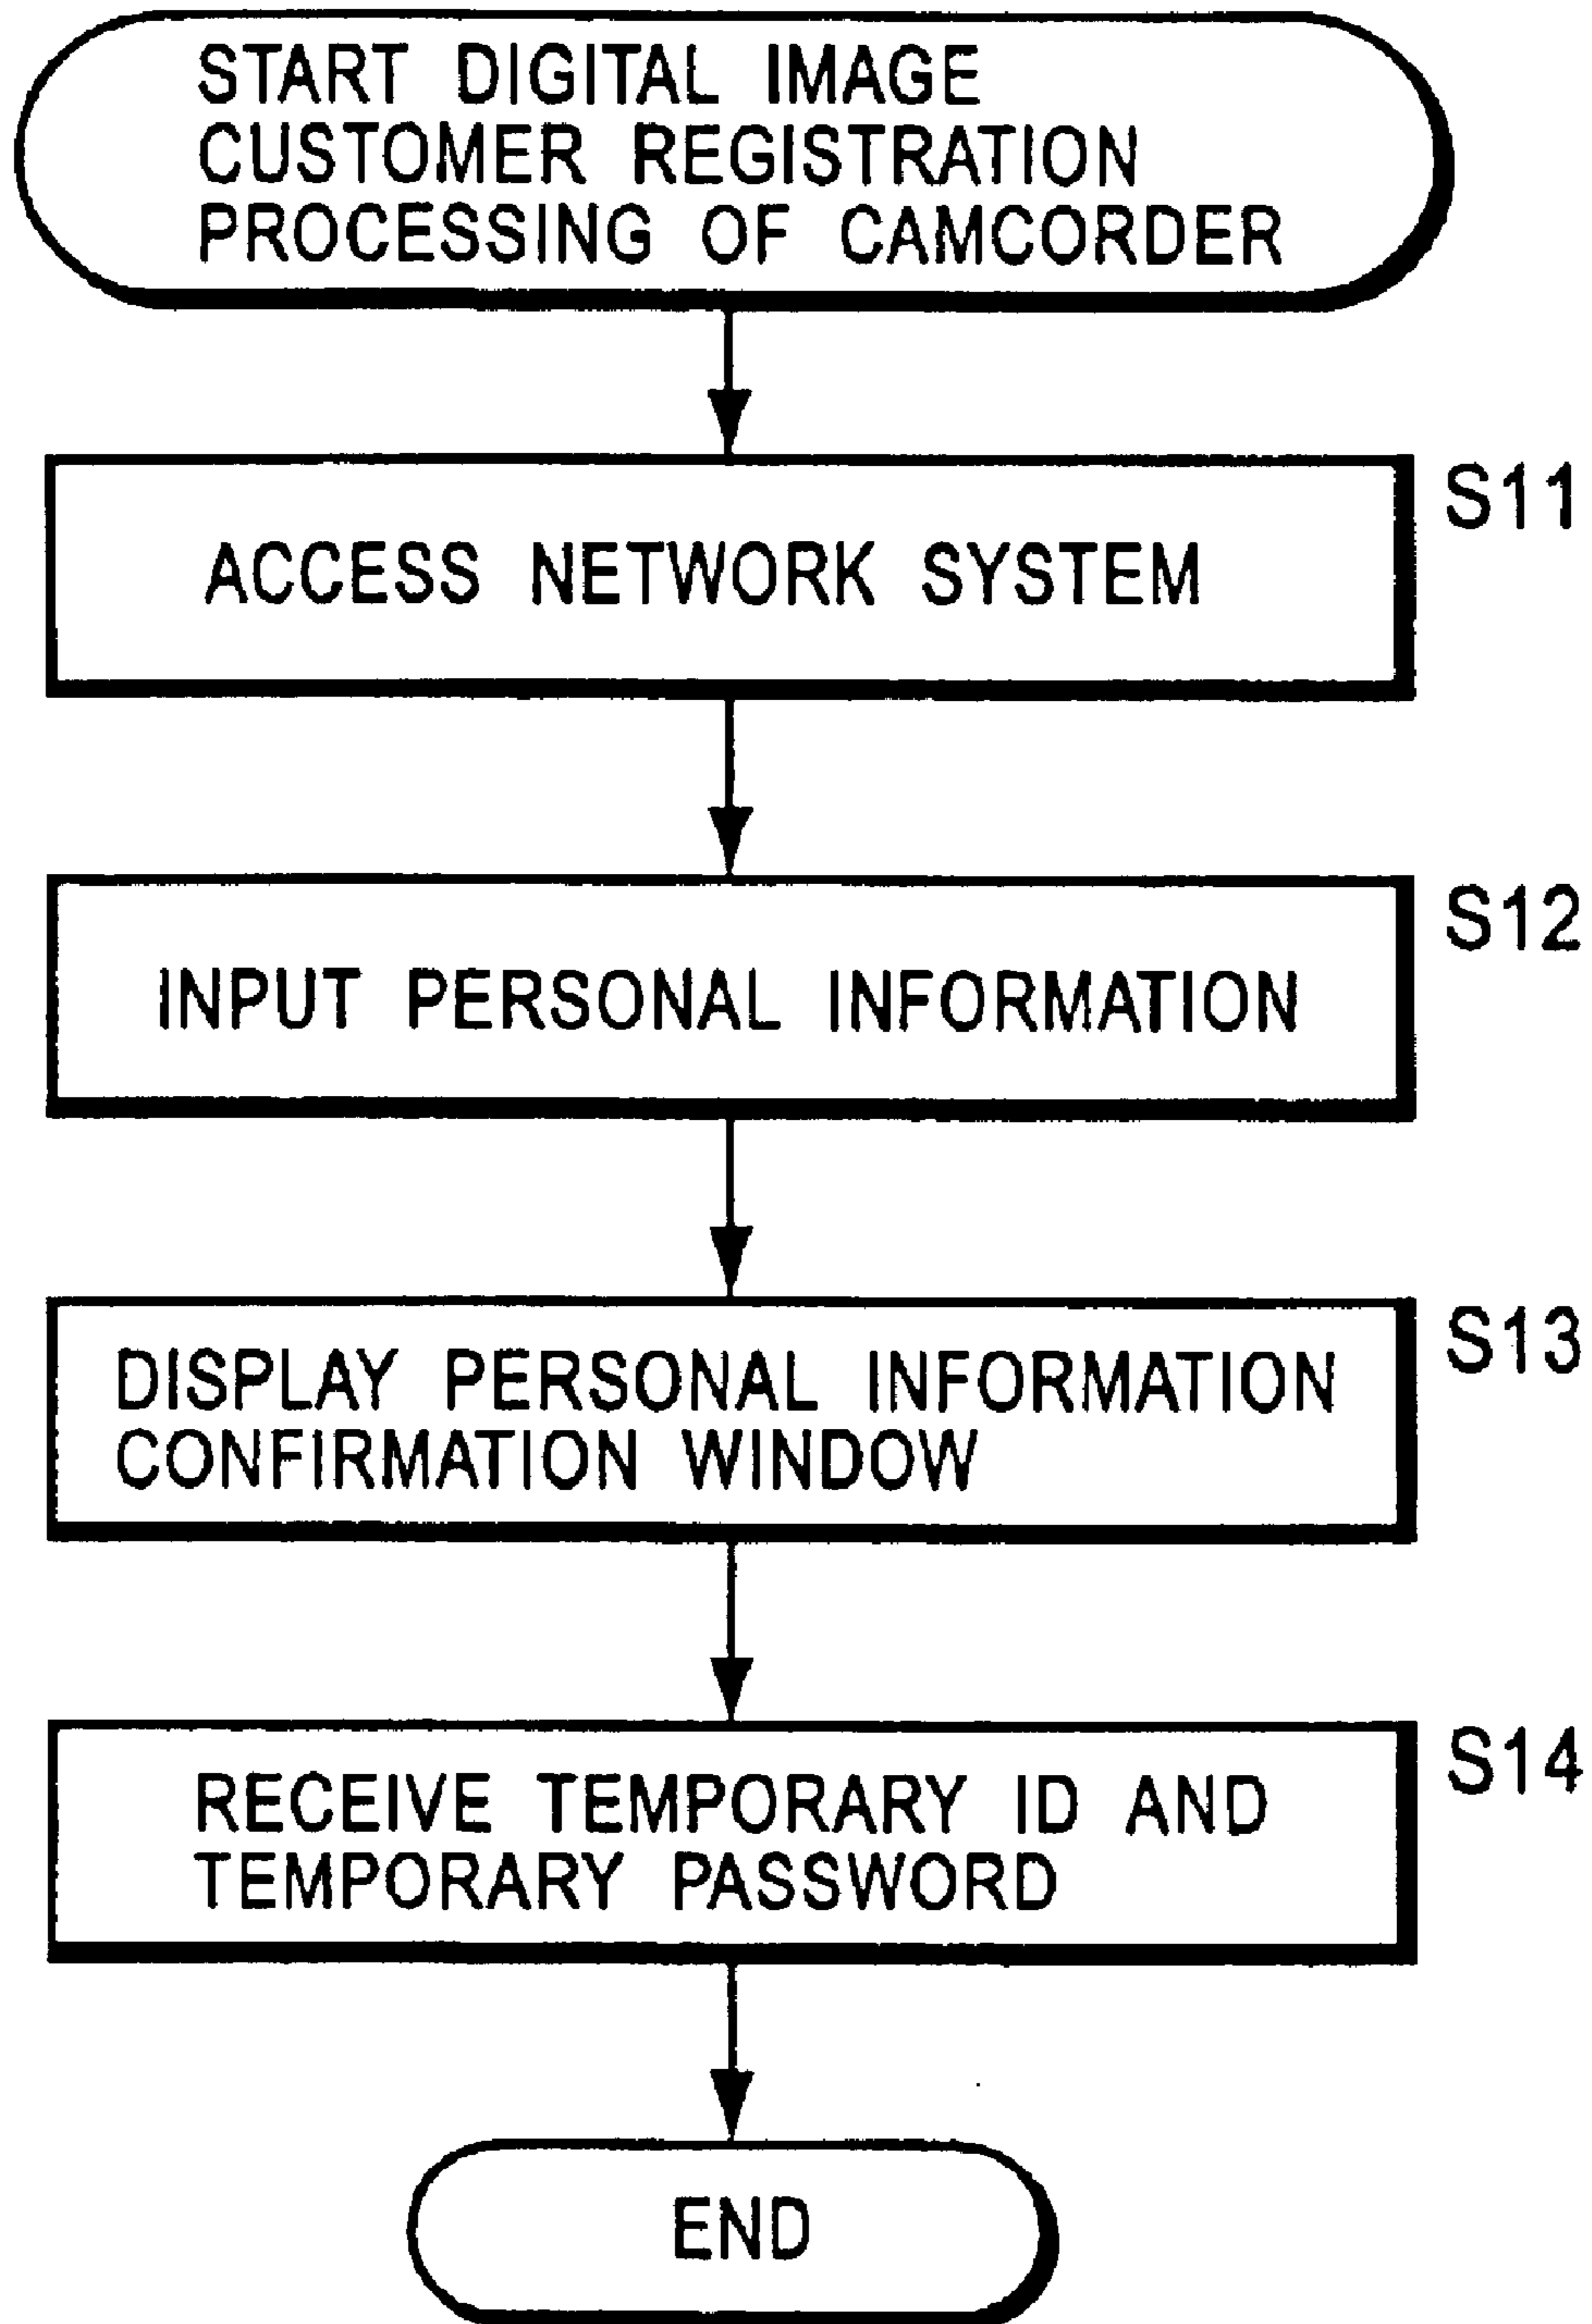 START DIGITAL IMAGE
CUSTOMER REGISTRATION
PROCESSING OF CAMCORDER
S11
ACCESS NETWORK SYSTEM
S12
INPUT PERSONAL INFORMATION
S13
DISPLAY PERSONAL INFORMATION
CONFIRMATION WINDOW
S14
RECEIVE TEMPORARY ID AND
TEMPORARY PASSWORD
END